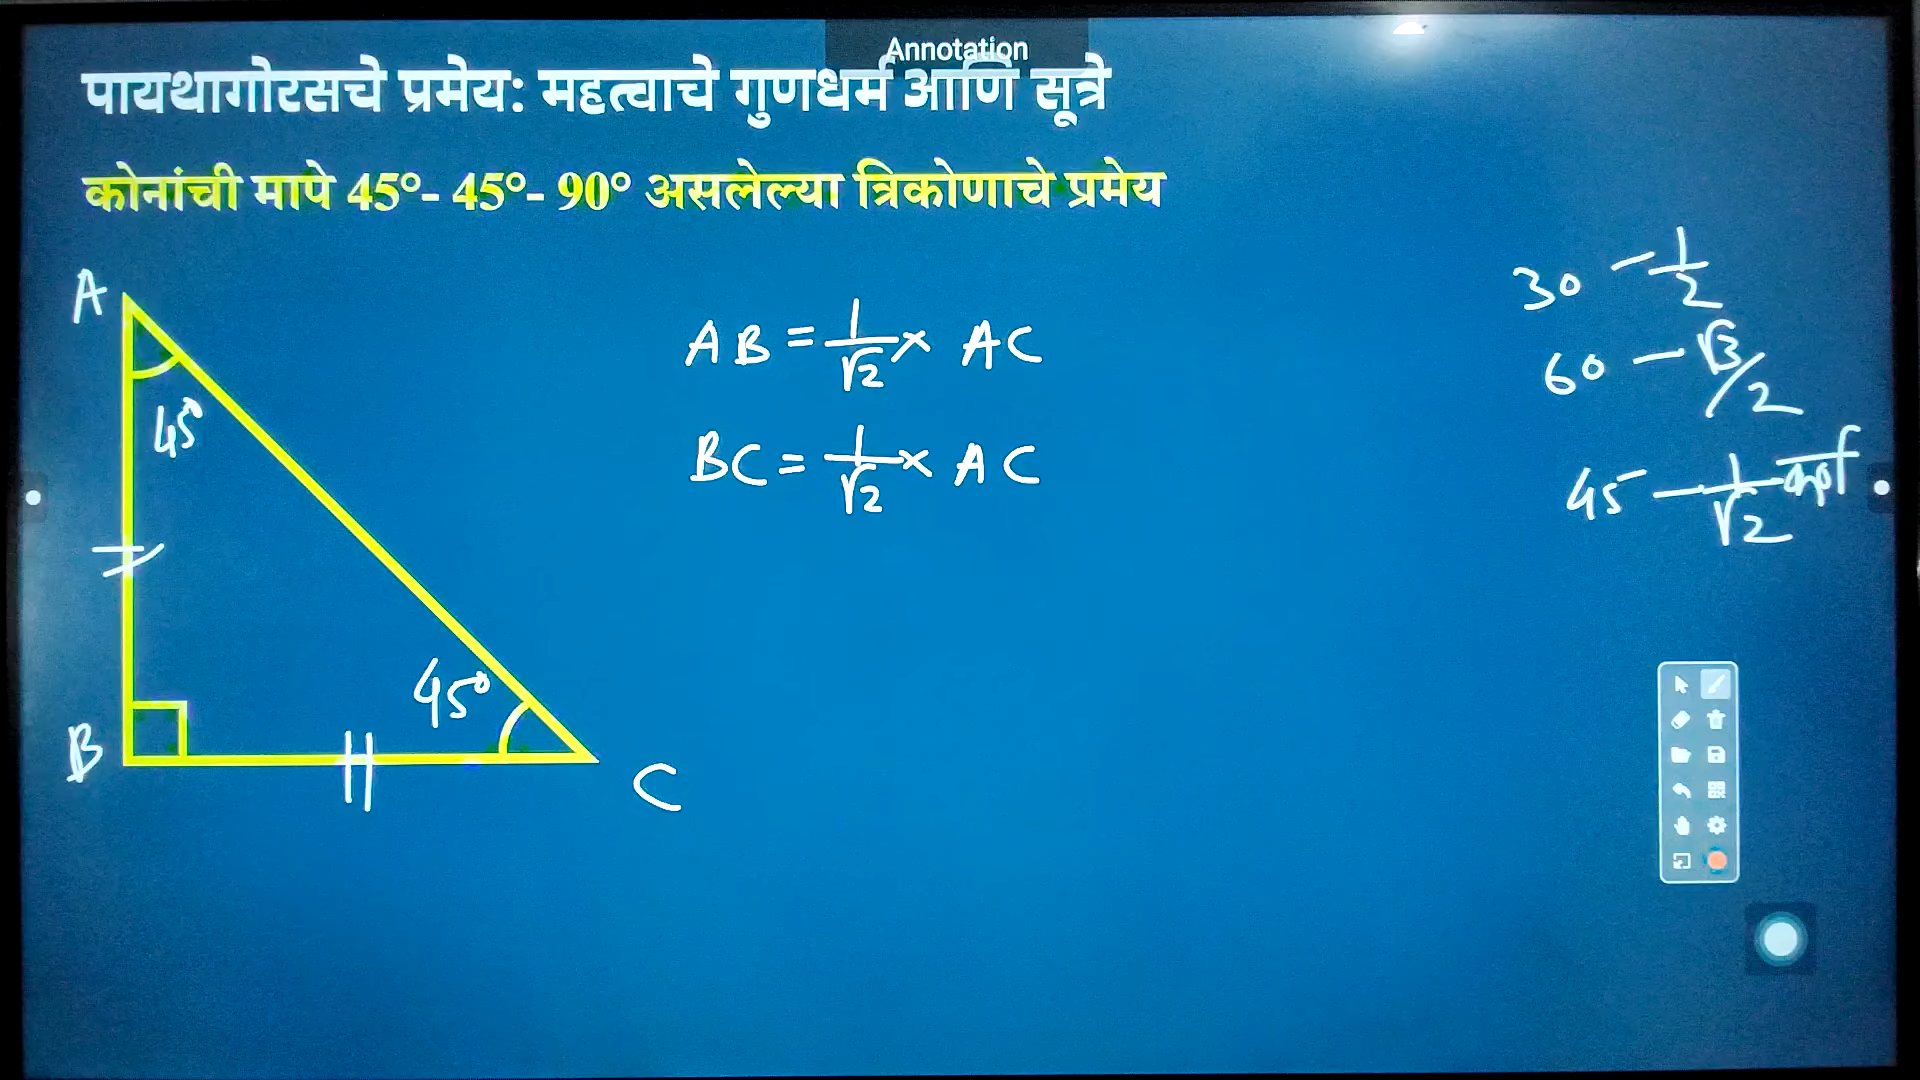 Annotation
पायथागोरसचे प्रमेय: महत्वाचे गुणधर्म आणि सूत्रे
कोनांची मापे 45°- 45°- 90° असलेल्या त्रिकोणाचे प्रमेय
A
45°
B
45°
C
AB = 1/√2 × AC
BC = 1/√2 × AC
30 – 1/2
60 – √3/2
45 – 1/√2 कर्ण